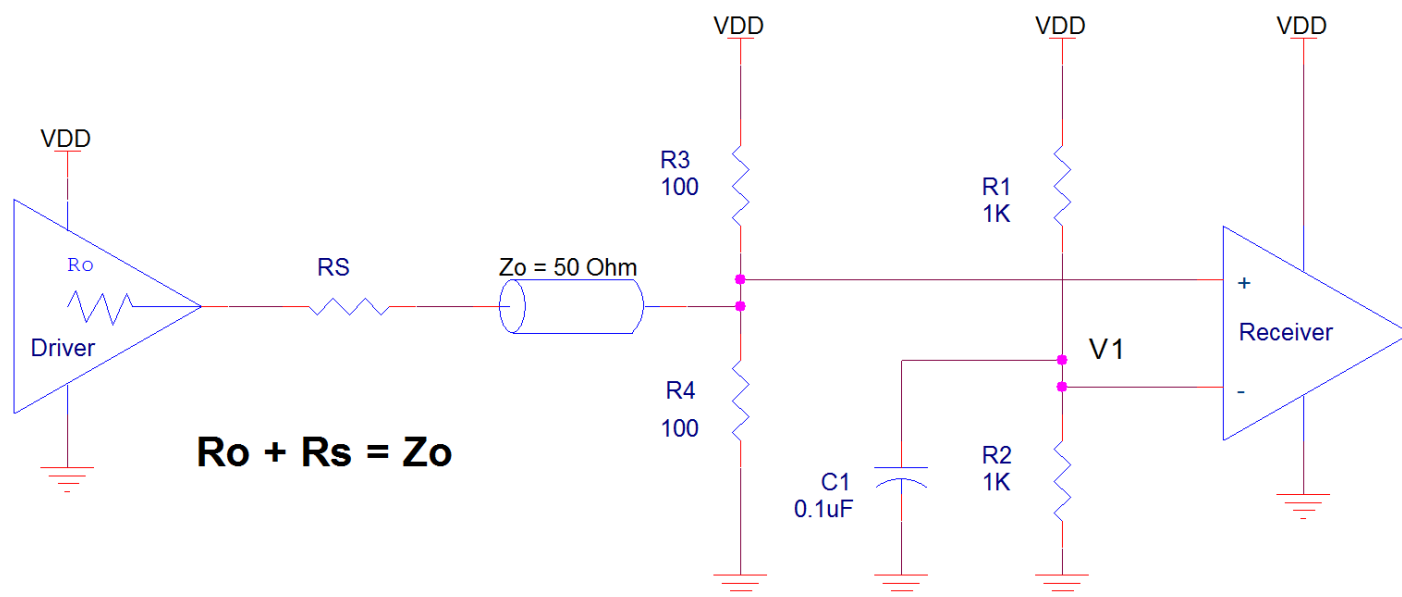 VDD
VDD
VDD
VDD
R3
100
R1
1K
Ro
RS
Zo = 50 Ohm
+
Driver
Receiver
V1
-
R4
100
Ro + Rs = Zo
R2
1K
C1
0.1uF